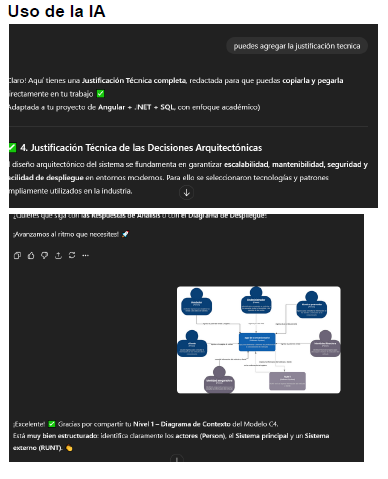 Uso de la IA
puedes agregar la justificación tecnica
Claro! Aquí tienes una Justificación Técnica completa, redactada para que puedas copiarla y pegarla
directamente en tu trabajo ✅
Adaptada a tu proyecto de Angular + .NET + SQL, con enfoque académico)
✅ 4. Justificación Técnica de las Decisiones Arquitectónicas
l diseño arquitectónico del sistema se fundamenta en garantizar escalabilidad, mantenibilidad, seguridad y
acilidad de despliegue en entornos modernos. Para ello se seleccionaron tecnologías y patrones
mpliamente utilizados en la industria.
¿Quieres que siga con las Respuestas de Análisis o con el Diagrama de Despliegue?
¡Avanzamos al ritmo que necesites! 🚀
¡Excelente! ✅ Gracias por compartir tu Nivel 1 – Diagrama de Contexto del Modelo C4.
Está muy bien estructurado: identifica claramente los actores (Person), el Sistema principal y un Sistema
externo (RUNT). 👏